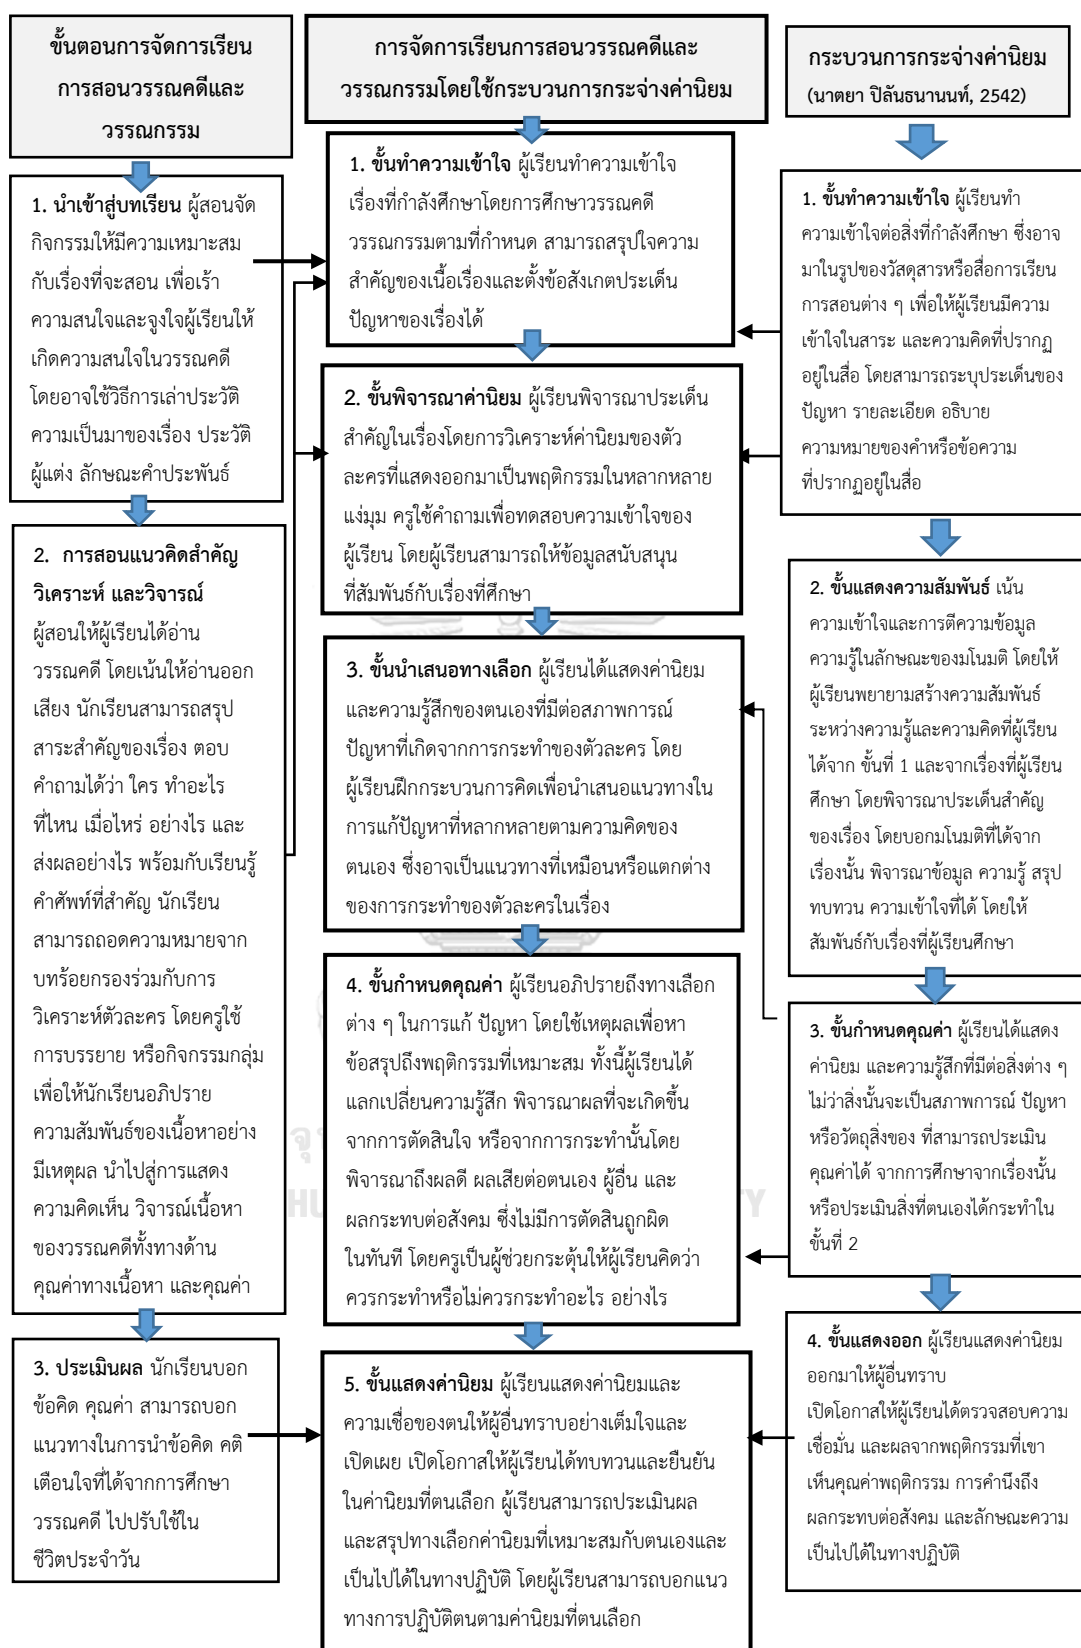 ขั้นตอนการจัดการเรียน
การสอนวรรณคดีและ
วรรณกรรม
1. นำเข้าสู่บทเรียน ผู้สอนจัด
กิจกรรมให้มีความเหมาะสม
กับเรื่องที่จะสอน เพื่อเร้า
ความสนใจและจูงใจผู้เรียนให้
เกิดความสนใจในวรรณคดี
โดยอาจใช้วิธีการเล่าประวัติ
ความเป็นมาของเรื่อง ประวัติ
ผู้แต่ง ลักษณะคำประพันธ์
2. การสอนแนวคิดสำคัญ
วิเคราะห์ และวิจารณ์
ผู้สอนให้ผู้เรียนได้อ่าน
วรรณคดี โดยเน้นให้อ่านออก
เสียง นักเรียนสามารถสรุป
สาระสำคัญของเรื่อง ตอบ
คำถามได้ว่า ใคร ทำอะไร
ที่ไหน เมื่อไหร่ อย่างไร และ
ส่งผลอย่างไร พร้อมกับเรียนรู้
คำศัพท์ที่สำคัญ นักเรียน
สามารถถอดความหมายจาก
บทร้อยกรองร่วมกับการ
วิเคราะห์ตัวละคร โดยครูใช้
การบรรยาย หรือกิจกรรมกลุ่ม
เพื่อให้นักเรียนอภิปราย
ความสัมพันธ์ของเนื้อหาอย่าง
มีเหตุผล นำไปสู่การแสดง
ความคิดเห็น วิจารณ์เนื้อหา
ของวรรณคดีทั้งทางด้าน
คุณค่าทางเนื้อหา และคุณค่า
3. ประเมินผล นักเรียนบอก
ข้อคิด คุณค่า สามารถบอก
แนวทางในการนำข้อคิด คติ
เตือนใจที่ได้จากการศึกษา
วรรณคดี ไปปรับใช้ใน
ชีวิตประจำวัน
การจัดการเรียนการสอนวรรณคดีและ
วรรณกรรมโดยใช้กระบวนการกระจ่างค่านิยม
1. ขั้นทำความเข้าใจ ผู้เรียนทำความเข้าใจ
เรื่องที่กำลังศึกษาโดยการศึกษาวรรณคดี
วรรณกรรมตามที่กำหนด สามารถสรุปใจความ
สำคัญของเนื้อเรื่องและตั้งข้อสังเกตประเด็น
ปัญหาของเรื่องได้
2. ขั้นพิจารณาค่านิยม ผู้เรียนพิจารณาประเด็น
สำคัญในเรื่องโดยการวิเคราะห์ค่านิยมของตัว
ละครที่แสดงออกมาเป็นพฤติกรรมในหลากหลาย
แง่มุม ครูใช้คำถามเพื่อทดสอบความเข้าใจของ
ผู้เรียน โดยผู้เรียนสามารถให้ข้อมูลสนับสนุน
ที่สัมพันธ์กับเรื่องที่ศึกษา
3. ขั้นนำเสนอทางเลือก ผู้เรียนได้แสดงค่านิยม
และความรู้สึกของตนเองที่มีต่อสภาพการณ์
ปัญหาที่เกิดจากการกระทำของตัวละคร โดย
ผู้เรียนฝึกกระบวนการคิดเพื่อนำเสนอแนวทางใน
การแก้ปัญหาที่หลากหลายตามความคิดของ
ตนเอง ซึ่งอาจเป็นแนวทางที่เหมือนหรือแตกต่าง
ของการกระทำของตัวละครในเรื่อง
4. ขั้นกำหนดคุณค่า ผู้เรียนอภิปรายถึงทางเลือก
ต่าง ๆ ในการแก้ ปัญหา โดยใช้เหตุผลเพื่อหา
ข้อสรุปถึงพฤติกรรมที่เหมาะสม ทั้งนี้ผู้เรียนได้
แลกเปลี่ยนความรู้สึก พิจารณาผลที่จะเกิดขึ้น
จากการตัดสินใจ หรือจากการกระทำนั้นโดย
พิจารณาถึงผลดี ผลเสียต่อตนเอง ผู้อื่น และ
ผลกระทบต่อสังคม ซึ่งไม่มีการตัดสินถูกผิด
ในทันที โดยครูเป็นผู้ช่วยกระตุ้นให้ผู้เรียนคิดว่า
ควรกระทำหรือไม่ควรกระทำอะไร อย่างไร
5. ขั้นแสดงค่านิยม ผู้เรียนแสดงค่านิยมและ
ความเชื่อของตนให้ผู้อื่นทราบอย่างเต็มใจและ
เปิดเผย เปิดโอกาสให้ผู้เรียนได้ทบทวนและยืนยัน
ในค่านิยมที่ตนเลือก ผู้เรียนสามารถประเมินผล
และสรุปทางเลือกค่านิยมที่เหมาะสมกับตนเองและ
เป็นไปได้ในทางปฏิบัติ โดยผู้เรียนสามารถบอกแนว
ทางการปฏิบัติตนตามค่านิยมที่ตนเลือก
กระบวนการกระจ่างค่านิยม
(นาตยา ปิลันธนานนท์, 2542)
1. ขั้นทำความเข้าใจ ผู้เรียนทำ
ความเข้าใจต่อสิ่งที่กำลังศึกษา ซึ่งอาจ
มาในรูปของวัสดุสารหรือสื่อการเรียน
การสอนต่าง ๆ เพื่อให้ผู้เรียนมีความ
เข้าใจในสาระ และความคิดที่ปรากฏ
อยู่ในสื่อ โดยสามารถระบุประเด็นของ
ปัญหา รายละเอียด อธิบาย
ความหมายของคำหรือข้อความ
ที่ปรากฏอยู่ในสื่อ
2. ขั้นแสดงความสัมพันธ์ เน้น
ความเข้าใจและการตีความข้อมูล
ความรู้ในลักษณะของมโนมติ โดยให้
ผู้เรียนพยายามสร้างความสัมพันธ์
ระหว่างความรู้และความคิดที่ผู้เรียน
ได้จาก ขั้นที่ 1 และจากเรื่องที่ผู้เรียน
ศึกษา โดยพิจารณาประเด็นสำคัญ
ของเรื่อง โดยบอกมโนมติที่ได้จาก
เรื่องนั้น พิจารณาข้อมูล ความรู้ สรุป
ทบทวน ความเข้าใจที่ได้ โดยให้
สัมพันธ์กับเรื่องที่ผู้เรียนศึกษา
3. ขั้นกำหนดคุณค่า ผู้เรียนได้แสดง
ค่านิยม และความรู้สึกที่มีต่อสิ่งต่าง ๆ
ไม่ว่าสิ่งนั้นจะเป็นสภาพการณ์ ปัญหา
หรือวัตถุสิ่งของ ที่สามารถประเมิน
คุณค่าได้ จากการศึกษาจากเรื่องนั้น
หรือประเมินสิ่งที่ตนเองได้กระทำใน
ขั้นที่ 2
4. ขั้นแสดงออก ผู้เรียนแสดงค่านิยม
ออกมาให้ผู้อื่นทราบ
เปิดโอกาสให้ผู้เรียนได้ตรวจสอบความ
เชื่อมั่น และผลจากพฤติกรรมที่เขา
เห็นคุณค่าพฤติกรรม การคำนึงถึง
ผลกระทบต่อสังคม และลักษณะความ
เป็นไปได้ในทางปฏิบัติ